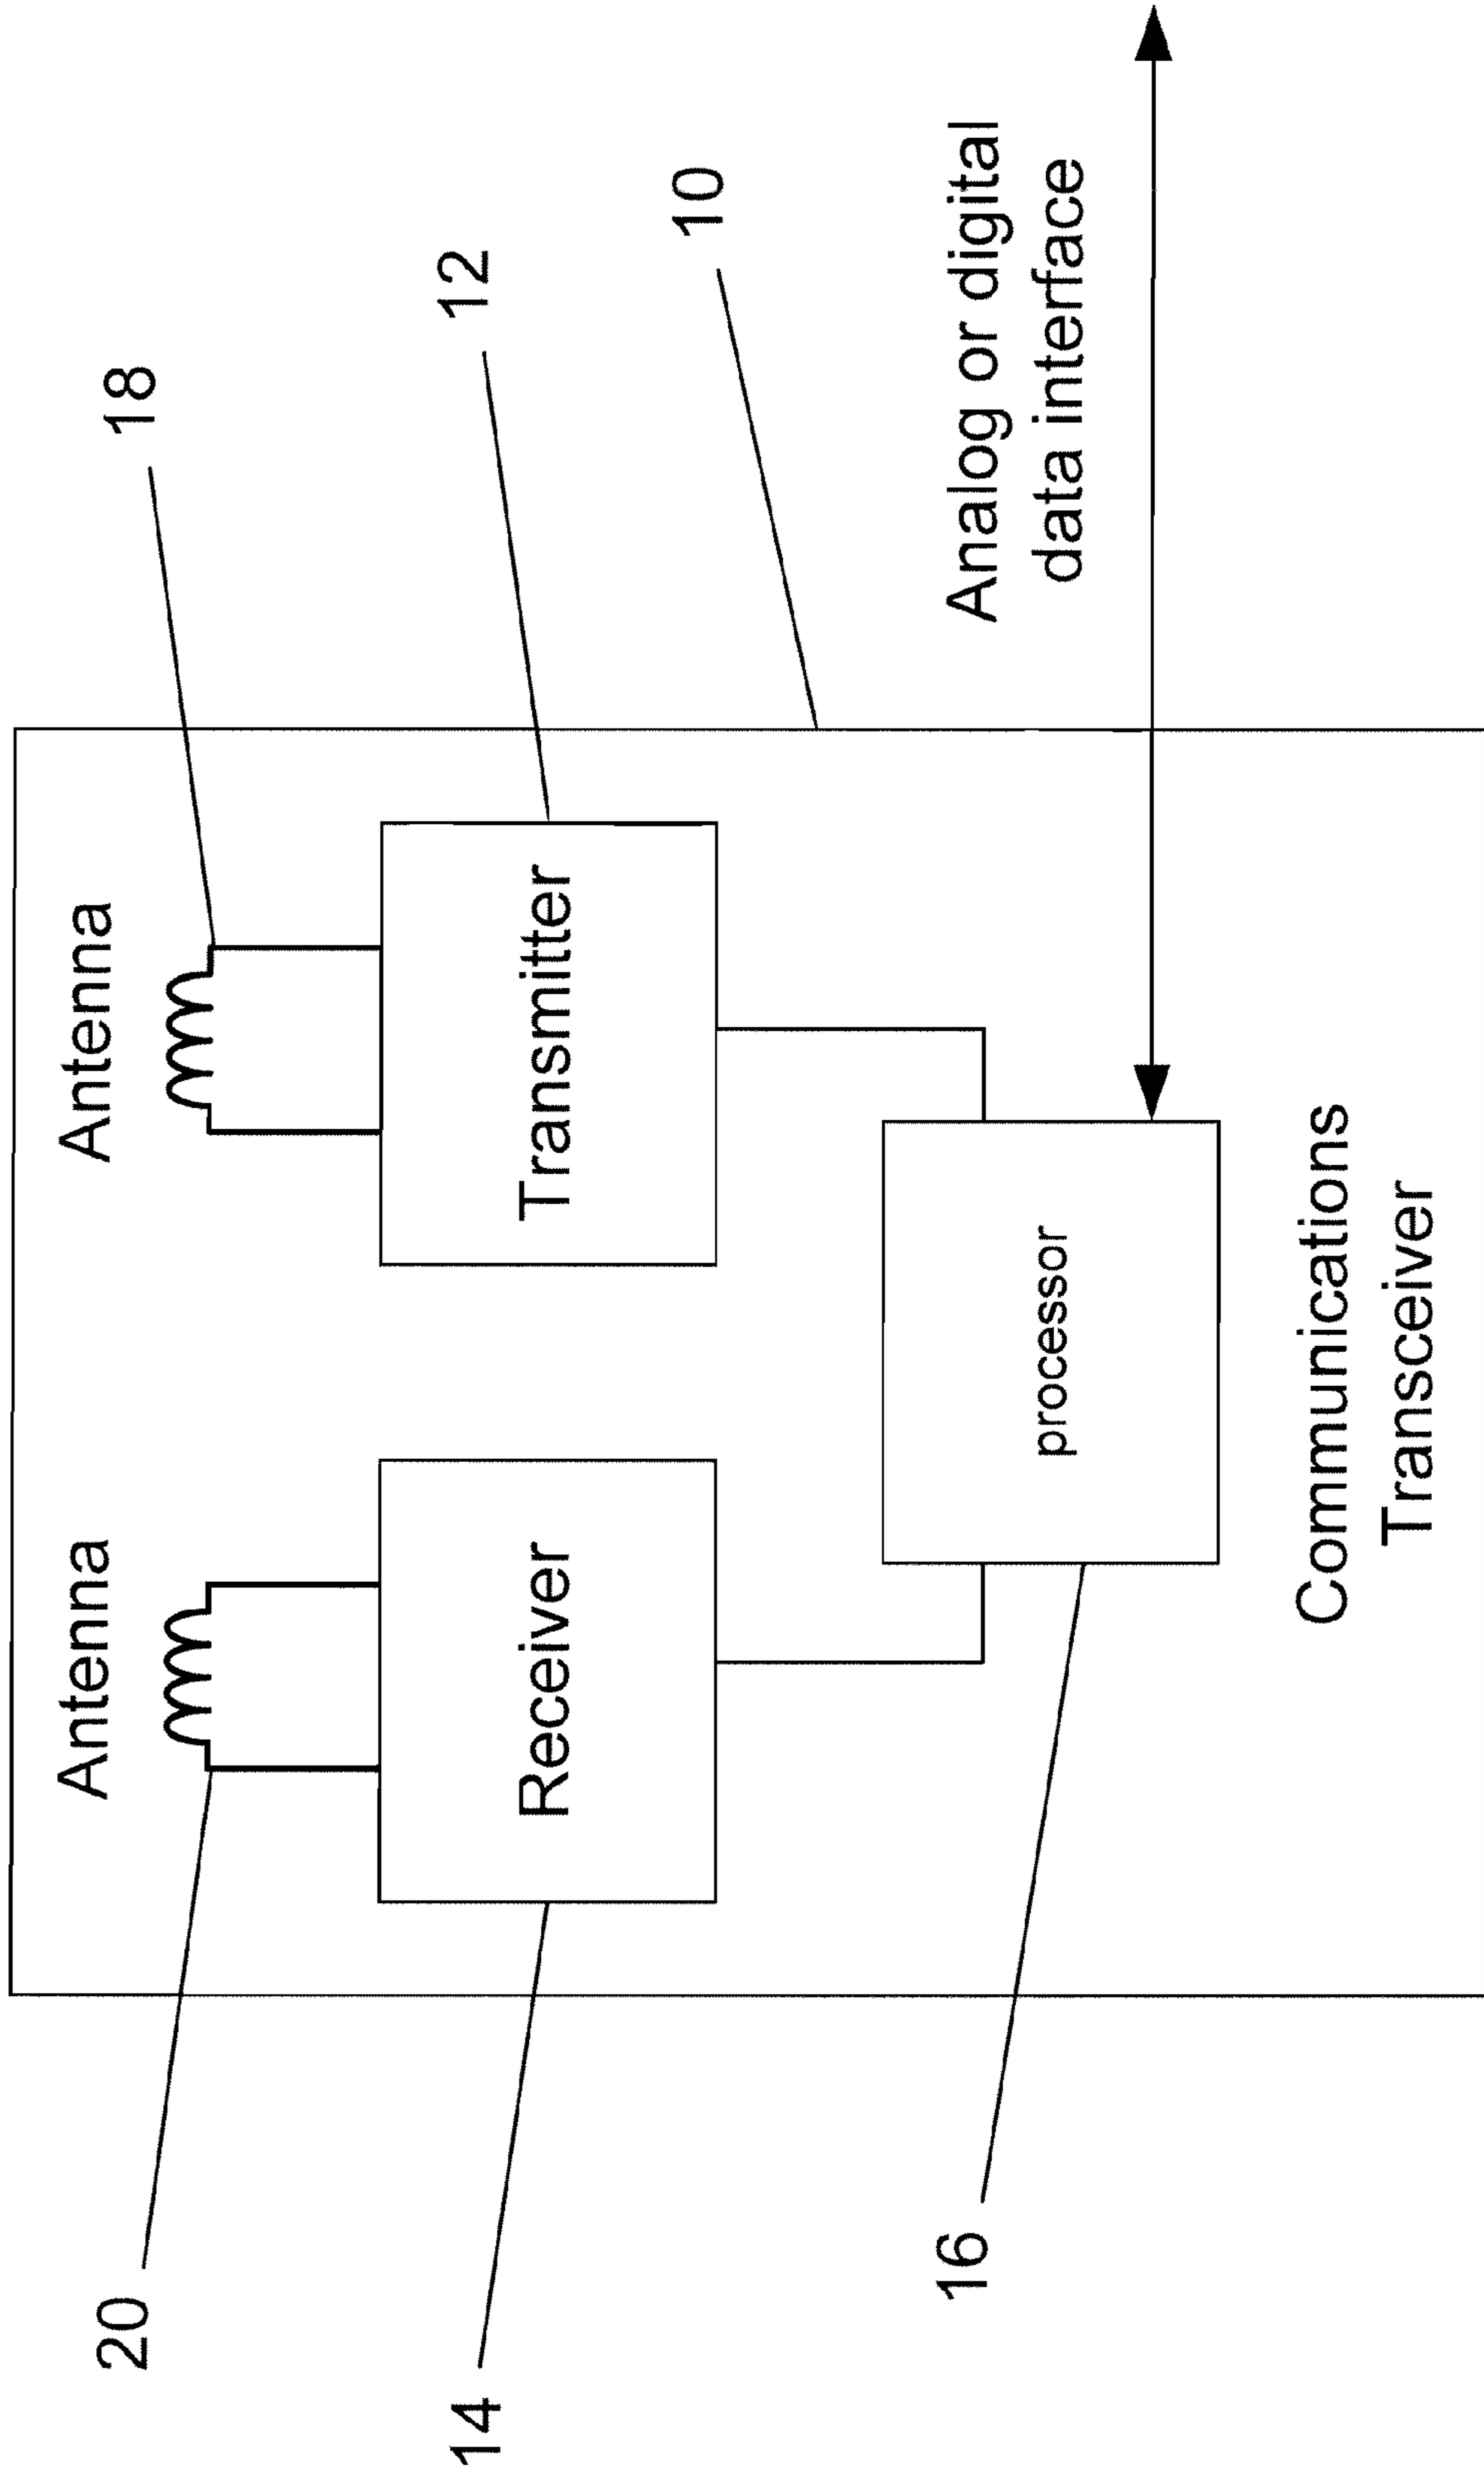 Antenna
Antenna
18
20
Receiver
Transmitter
12
14
10
processor
16
Analog or digital
data interface
Communications
Transceiver